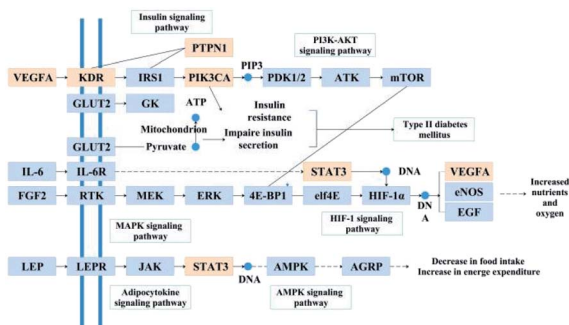 Insulin signaling
pathway
PTPN1
PI3K-AKT
signaling pathway
PIP3
VEGFA
KDR
IRS1
PIK3CA
PDK1/2
ATK
mTOR
GLUT2
GK
ATP
Insulin
resistance
Mitochondrion
Impaire insulin
secretion
Type II diabetes
mellitus
GLUT2
Pyruvate
IL-6
IL-6R
STAT3
DNA
VEGFA
FGF2
RTK
MEK
ERK
4E-BP1
elf4E
HIF-1α
DN
A
eNOS
EGF
Increased
nutrients
and
oxygen
MAPK signaling
pathway
HIF-1 signaling
pathway
LEP
LEPR
JAK
STAT3
DNA
AMPK
AGRP
Decrease in food intake
Increase in energy expenditure
Adipocytokine
signaling pathway
AMPK signaling
pathway